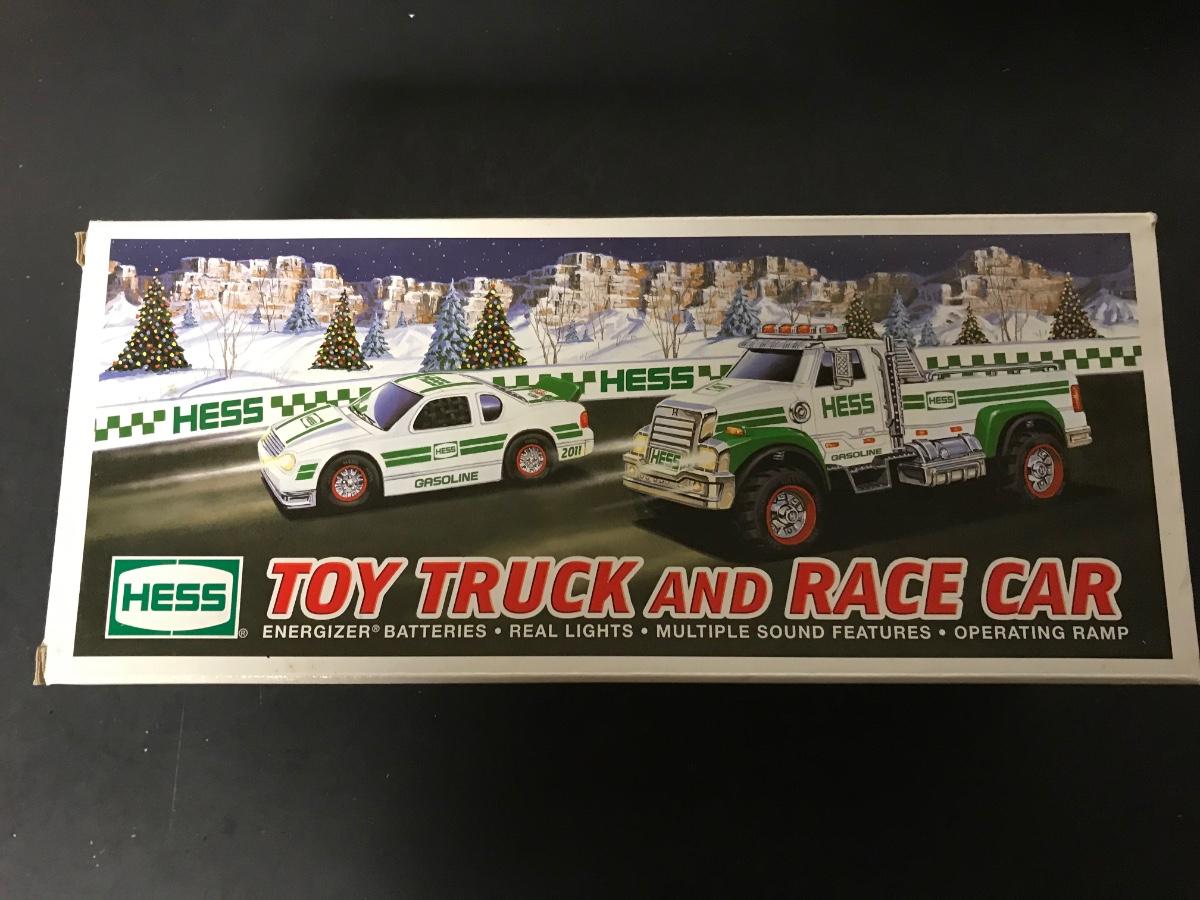 HESS
HESS
HESS
2011
GASOLINE
HESS
HESS
HESS
GASOLINE
HESS
HESS®
TOY TRUCK AND RACE CAR
ENERGIZER® BATTERIES • REAL LIGHTS • MULTIPLE SOUND FEATURES • OPERATING RAMP